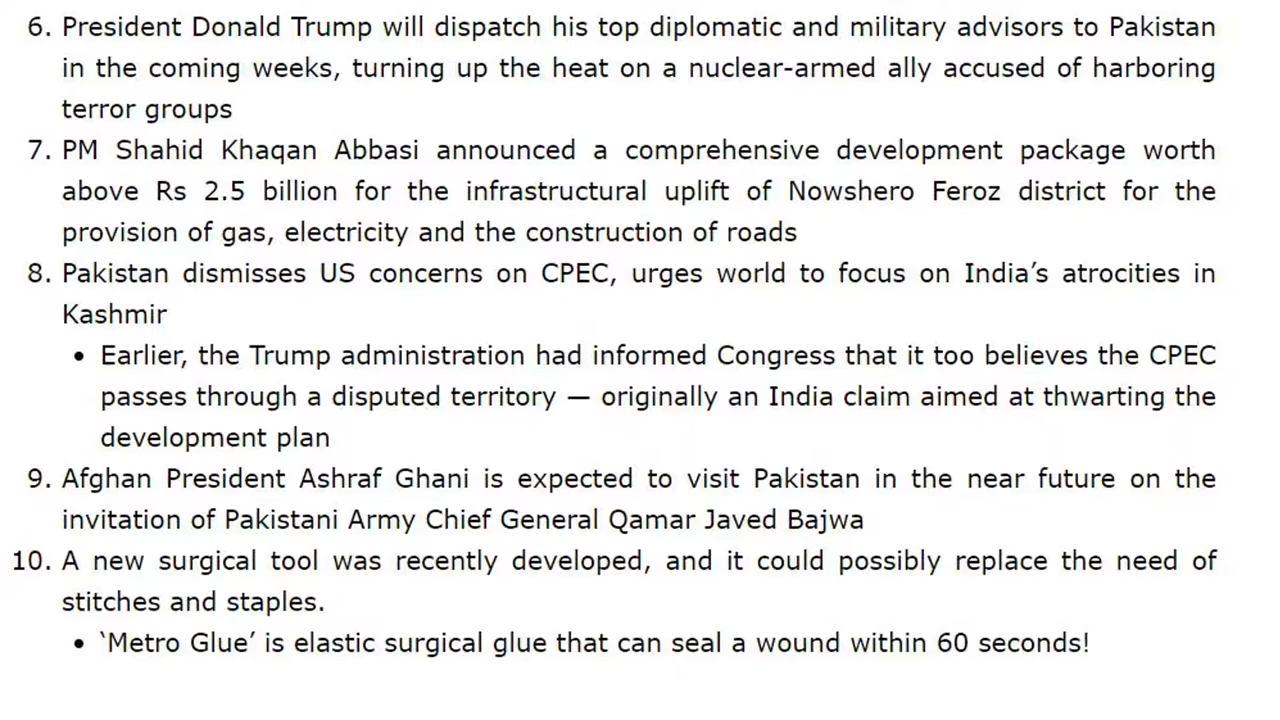 6. President Donald Trump will dispatch his top diplomatic and military advisors to Pakistan
in the coming weeks, turning up the heat on a nuclear-armed ally accused of harboring
terror groups
7. PM Shahid Khaqan Abbasi announced a comprehensive development package worth
above Rs 2.5 billion for the infrastructural uplift of Nowshero Feroz district for the
provision of gas, electricity and the construction of roads
8. Pakistan dismisses US concerns on CPEC, urges world to focus on India’s atrocities in
Kashmir
• Earlier, the Trump administration had informed Congress that it too believes the CPEC
passes through a disputed territory — originally an India claim aimed at thwarting the
development plan
9. Afghan President Ashraf Ghani is expected to visit Pakistan in the near future on the
invitation of Pakistani Army Chief General Qamar Javed Bajwa
10. A new surgical tool was recently developed, and it could possibly replace the need of
stitches and staples.
• ‘Metro Glue’ is elastic surgical glue that can seal a wound within 60 seconds!